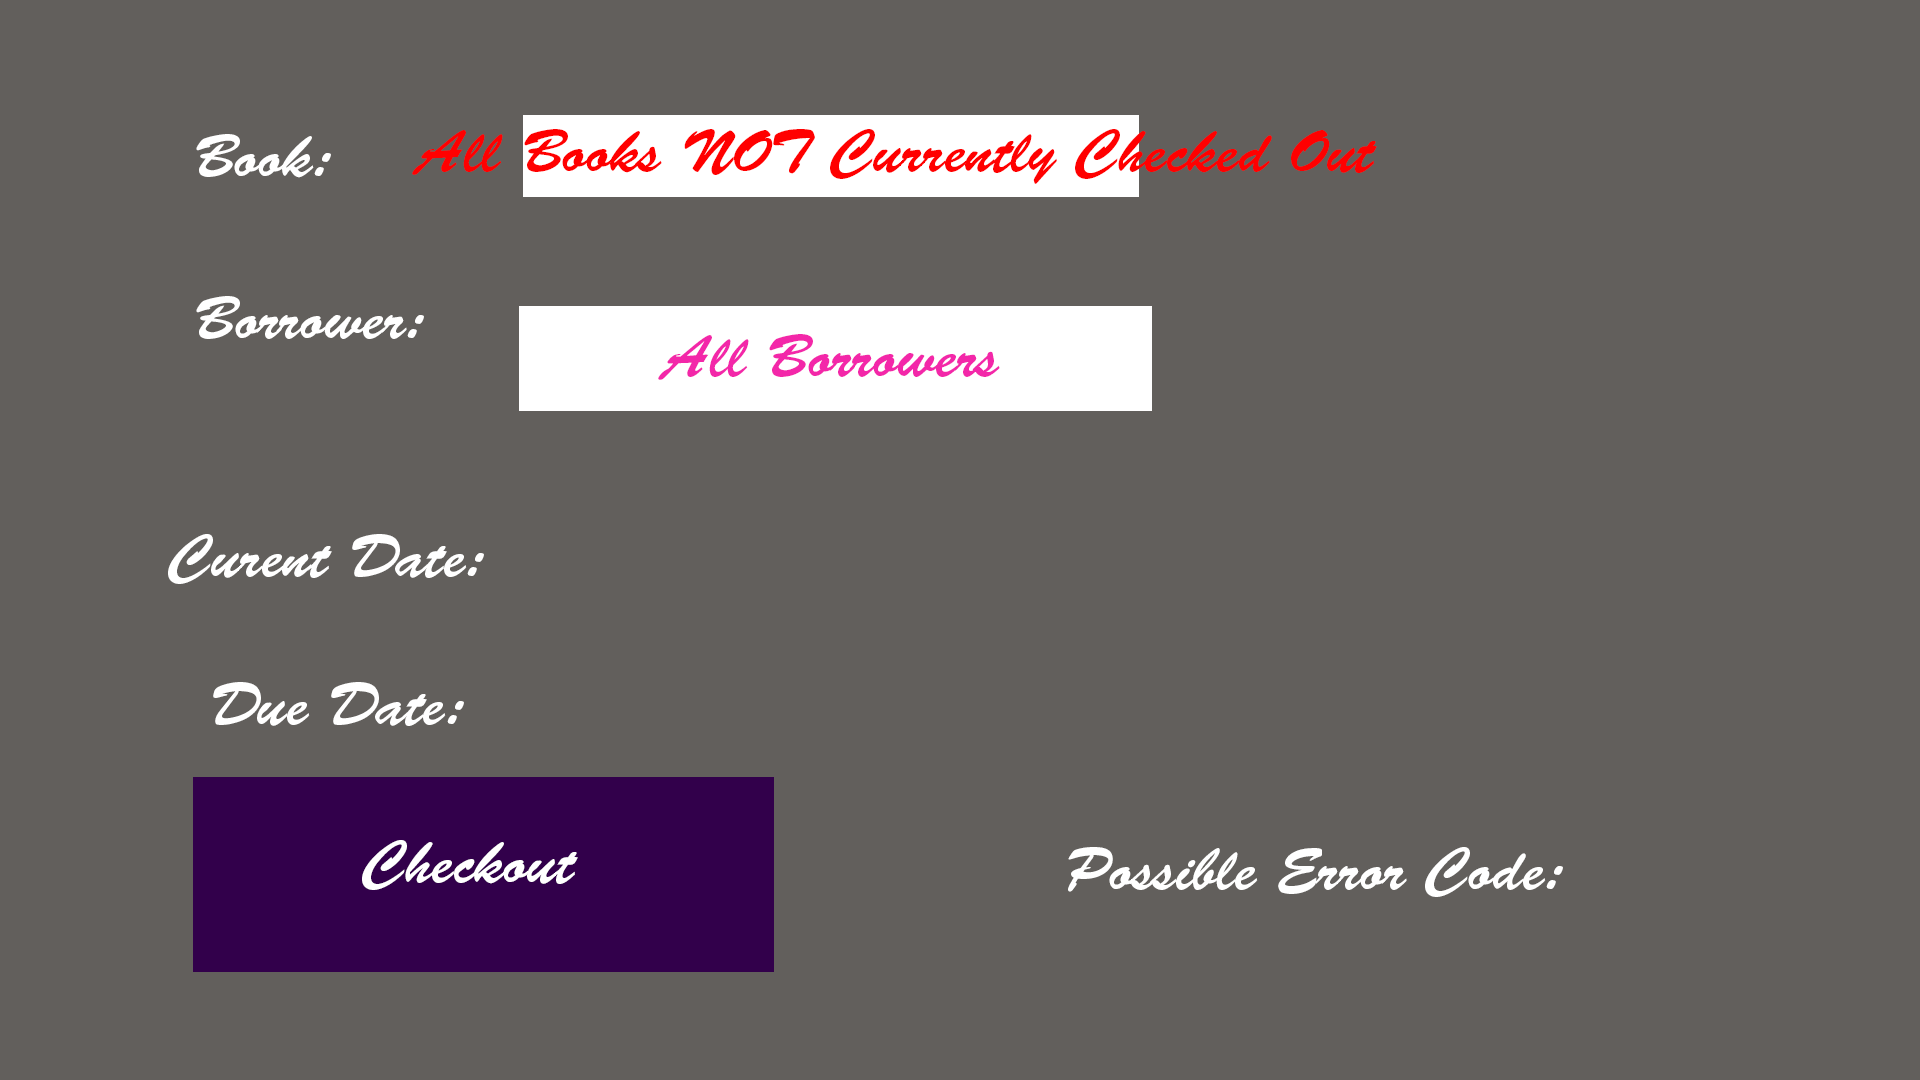 Book: All Books NOT Currently Checked Out
Borrower: All Borrowers
Curent Date:
Due Date:
Checkout
Possible Error Code: